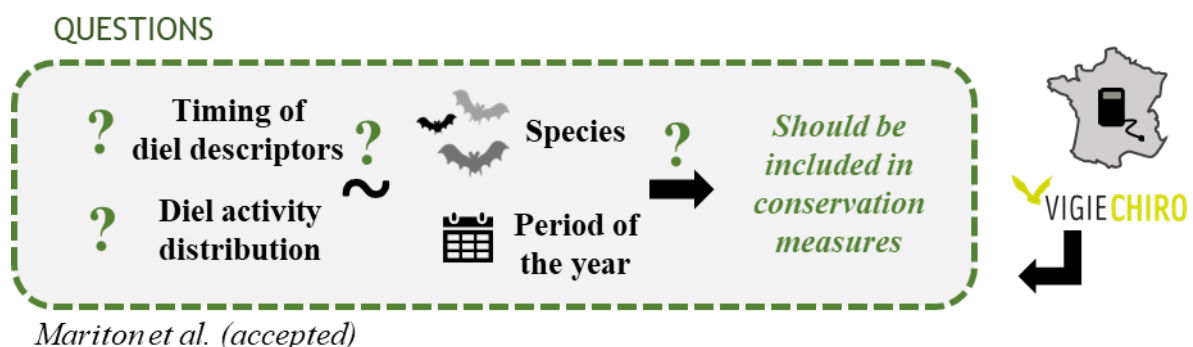 QUESTIONS
? Timing of
diel descriptors
?
~
? Diel activity
distribution
Species
Period of
the year
?
Should be
included in
conservation
measures
VIGIECHIRO
Mariton et al. (accepted)